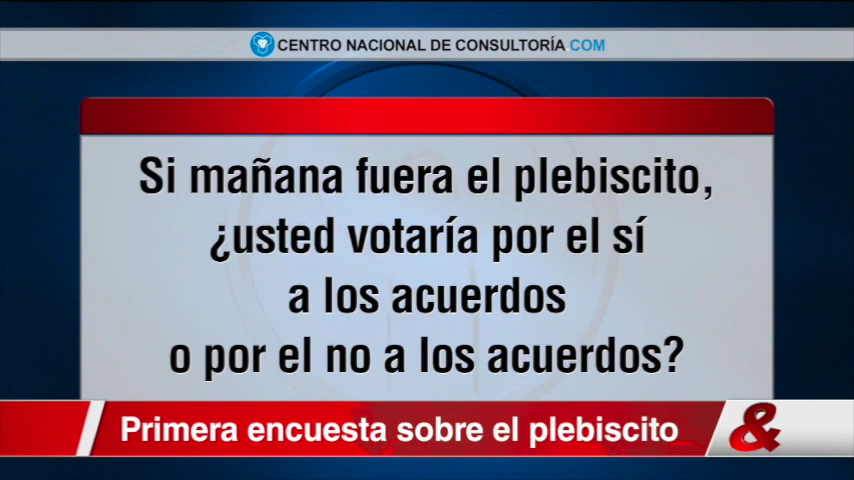 CENTRO NACIONAL DE CONSULTORÍA.COM
Si mañana fuera el plebiscito,
¿usted votaría por el sí
a los acuerdos
o por el no a los acuerdos?
Primera encuesta sobre el plebiscito
&